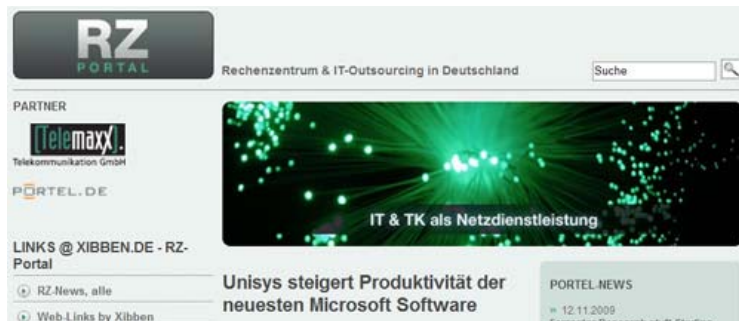 RZ
PORTAL
Rechenzentrum & IT-Outsourcing in Deutschland
Suche
PARTNER
[Telemaxx].
Telekommunikation GmbH
PORTEL.DE
IT & TK als Netzdienstleistung
LINKS @ XIBBEN.DE - RZ-
Portal
RZ-News, alle
Web-Links by Xibben
Unisys steigert Produktivität der
neuesten Microsoft Software
PORTEL-NEWS
» 12.11.2009